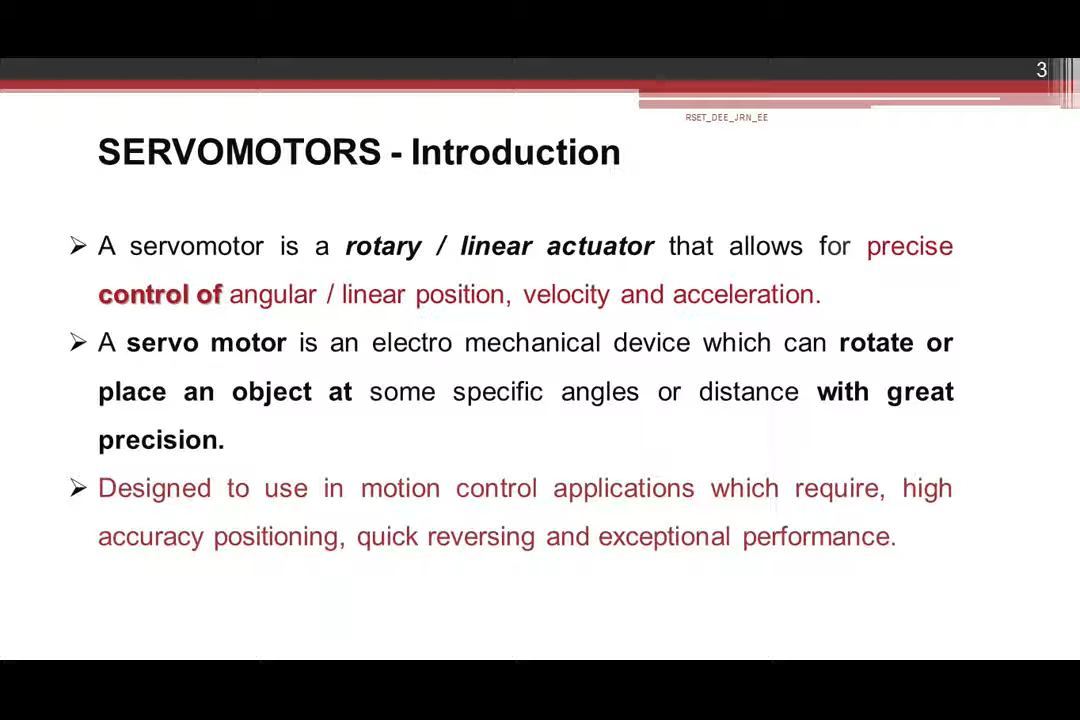 3
RSET_DEE_JRN_EE
SERVOMOTORS - Introduction
➢ A servomotor is a rotary / linear actuator that allows for precise
control of angular / linear position, velocity and acceleration.
➢ A servo motor is an electro mechanical device which can rotate or
place an object at some specific angles or distance with great
precision.
➢ Designed to use in motion control applications which require, high
accuracy positioning, quick reversing and exceptional performance.